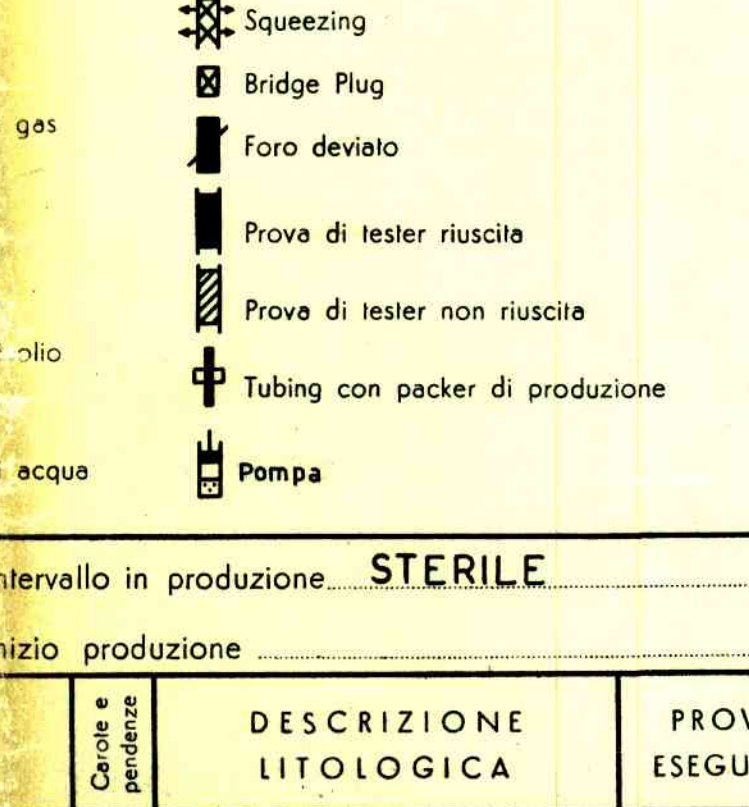 Squeezing
Bridge Plug
gas
Foro deviato
Prova di tester riuscita
Prova di tester non riuscita
olio
Tubing con packer di produzione
acqua
Pompa
ntervallo in produzione STERILE
nizio produzione
Carote e
pendenze
DESCRIZIONE
LITOLOGICA
PROV
ESEGU